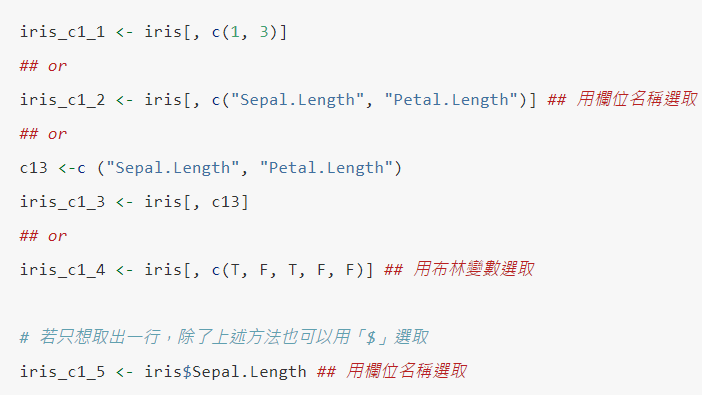 iris_c1_1 <- iris[, c(1, 3)]
## or
iris_c1_2 <- iris[, c("Sepal.Length", "Petal.Length")] ## 用欄位名稱選取
## or
c13 <-c ("Sepal.Length", "Petal.Length")
iris_c1_3 <- iris[, c13]
## or
iris_c1_4 <- iris[, c(T, F, T, F, F)] ## 用布林變數選取
# 若只想取出一行，除了上述方法也可以用「$」選取
iris_c1_5 <- iris$Sepal.Length ## 用欄位名稱選取